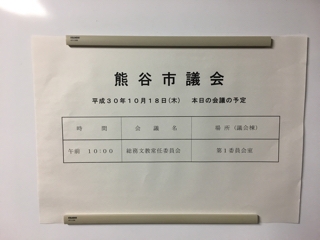 熊谷市議会
平成30年10月18日(木) 本日の会議の予定
時 間 会 議 名 場 所 (議会棟)
午前 10:00 総務文教常任委員会 第1委員会室